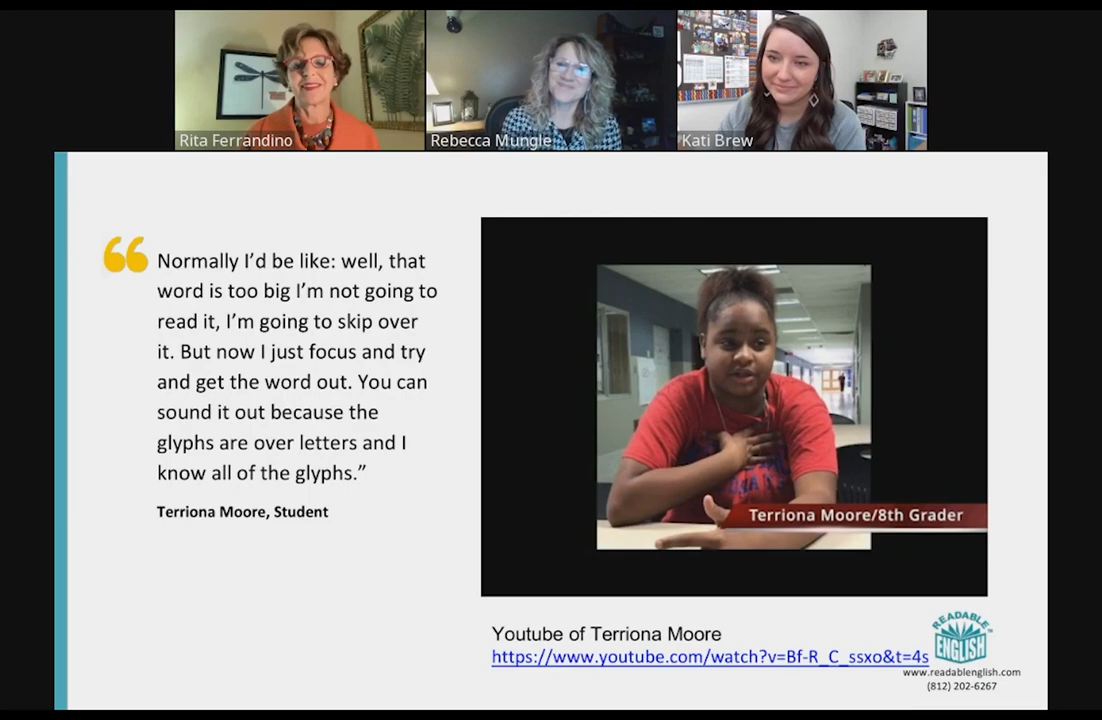 Rita Ferrandino
Rebecca Mungle
Kati Brew
Normally I'd be like: well, that
word is too big I'm not going to
read it, I'm going to skip over
it. But now I just focus and try
and get the word out. You can
sound it out because the
glyphs are over letters and I
know all of the glyphs.”
Terriona Moore, Student
Terriona Moore/8th Grader
Youtube of Terriona Moore
https://www.youtube.com/watch?v=Bf-R_C_ssxo&t=4s
READABLE
ENGLISH
www.readablenglish.com
(812) 202-6267